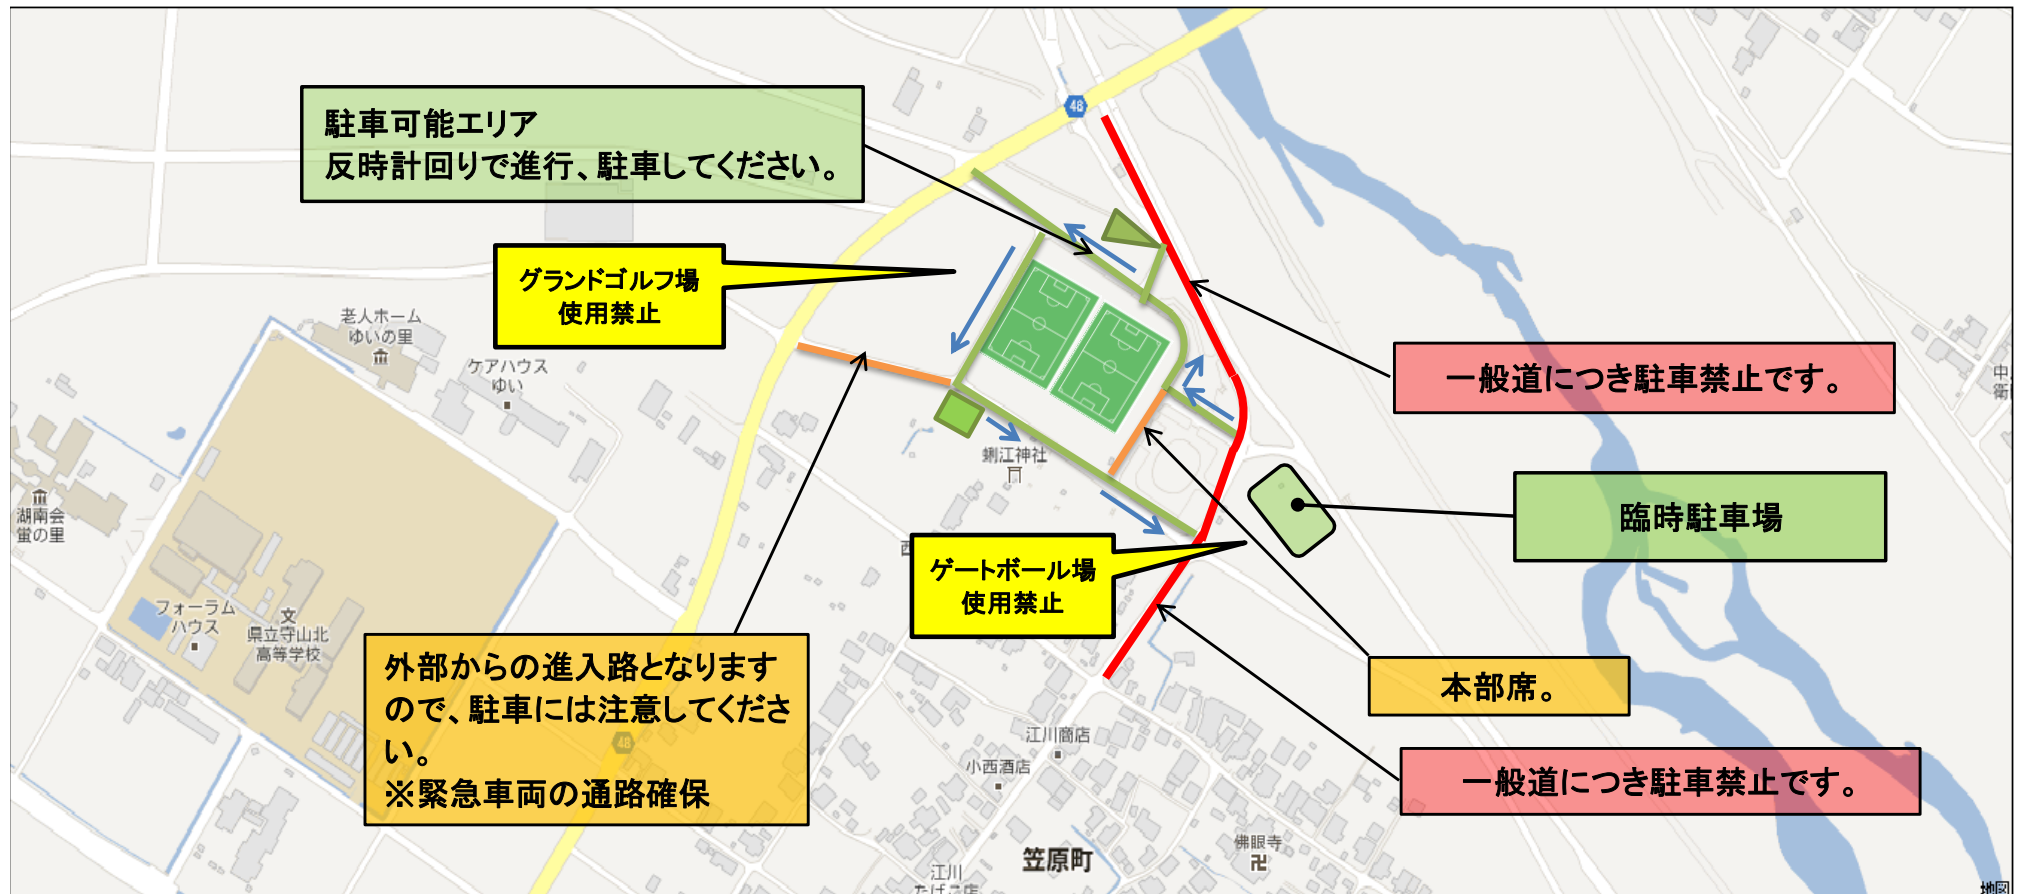 48
駐車可能エリア
反時計回りで進行、駐車してください。
グランドゴルフ場
使用禁止
老人ホーム
ゆいの里
ケアハウス
ゆい
一般道につき駐車禁止です。
蜊江神社
湖南会
蛍の里
臨時駐車場
ゲートボール場
使用禁止
フォーラム
ハウス
文
県立守山北
高等学校
外部からの進入路となります
ので、駐車には注意してくださ
い。
※緊急車両の通路確保
48
本部席。
江川商店
小西酒店
一般道につき駐車禁止です。
佛眼寺
卍
笠原町
江川
たばこ店